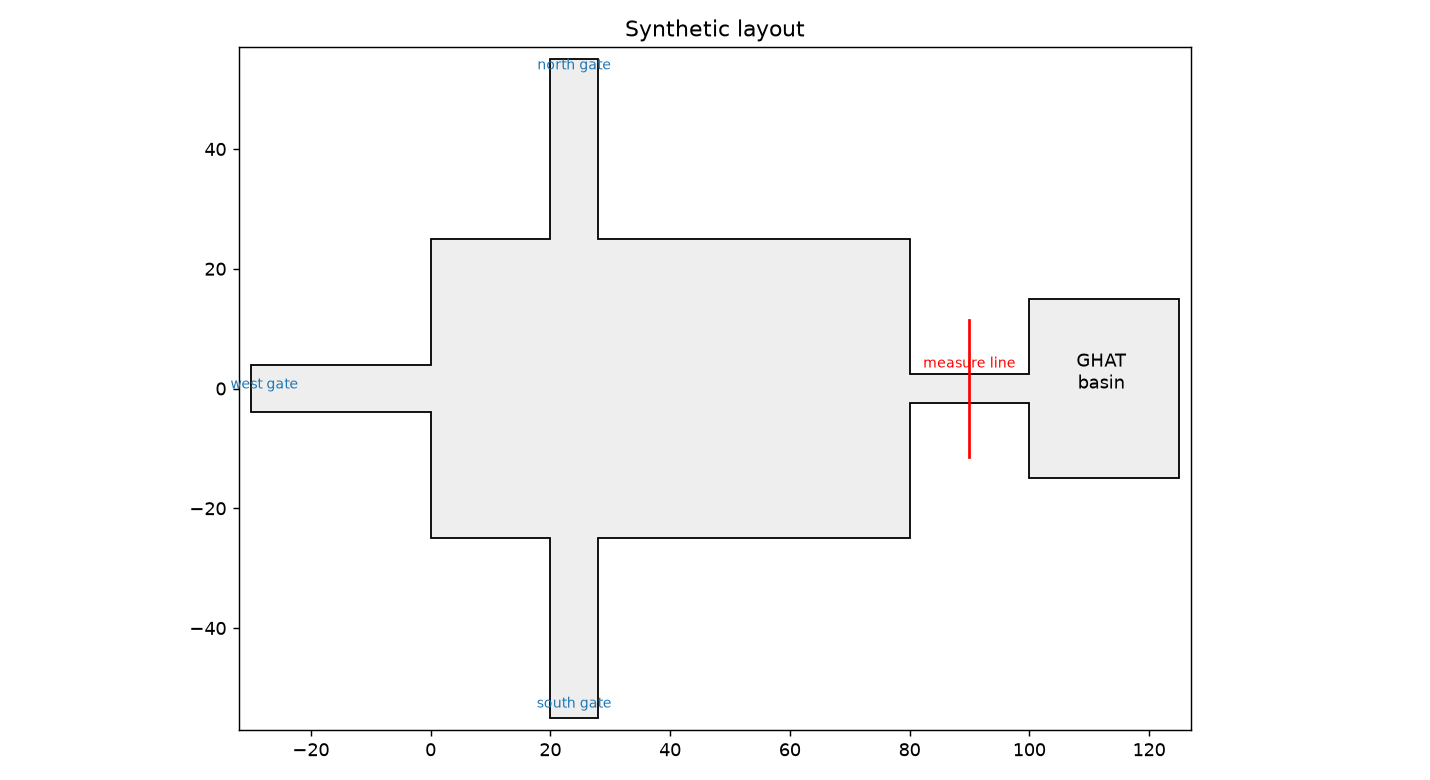 Synthetic layout
north gate
40
20
measure line
GHAT
basin
west gate
0
−20
−40
south gate
−20
0
20
40
60
80
100
120